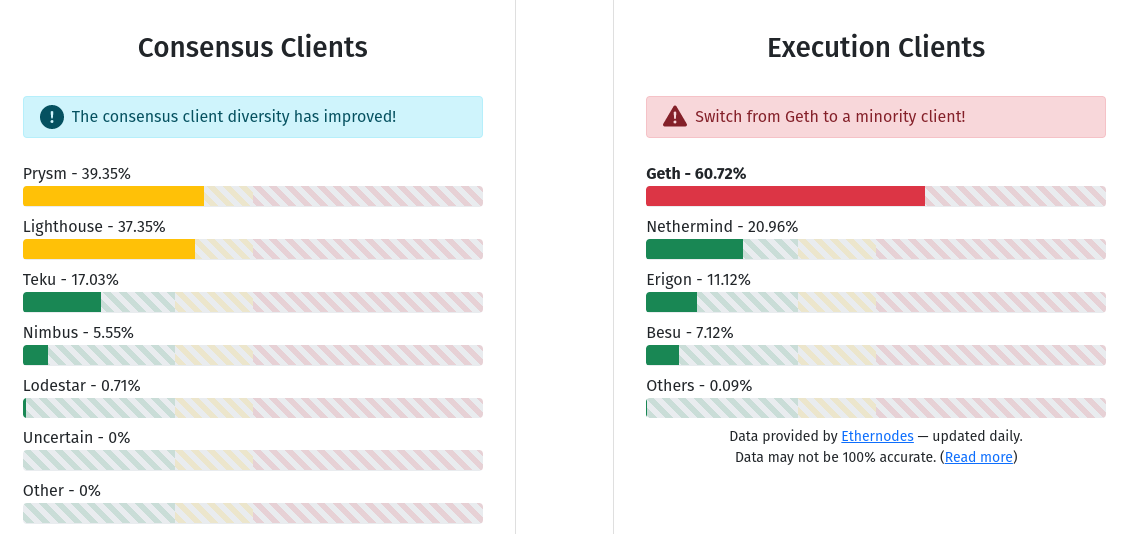 Consensus Clients
The consensus client diversity has improved!
Prysm - 39.35%
Lighthouse - 37.35%
Teku - 17.03%
Nimbus - 5.55%
Lodestar - 0.71%
Uncertain - 0%
Other - 0%
Execution Clients
Switch from Geth to a minority client!
Geth - 60.72%
Nethermind - 20.96%
Erigon - 11.12%
Besu - 7.12%
Others - 0.09%
Data provided by Ethernodes — updated daily.
Data may not be 100% accurate. (Read more)